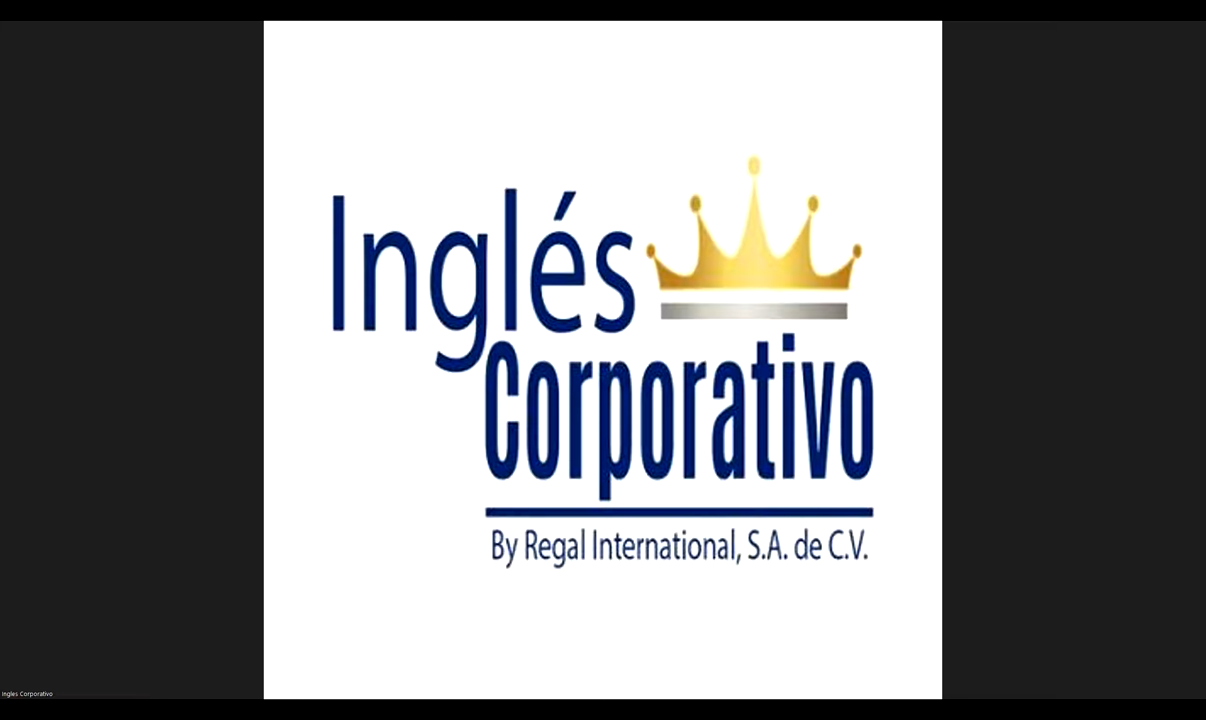 Inglés
Corporativo
By Regal International, S.A. de C.V.
Ingles Corporativo